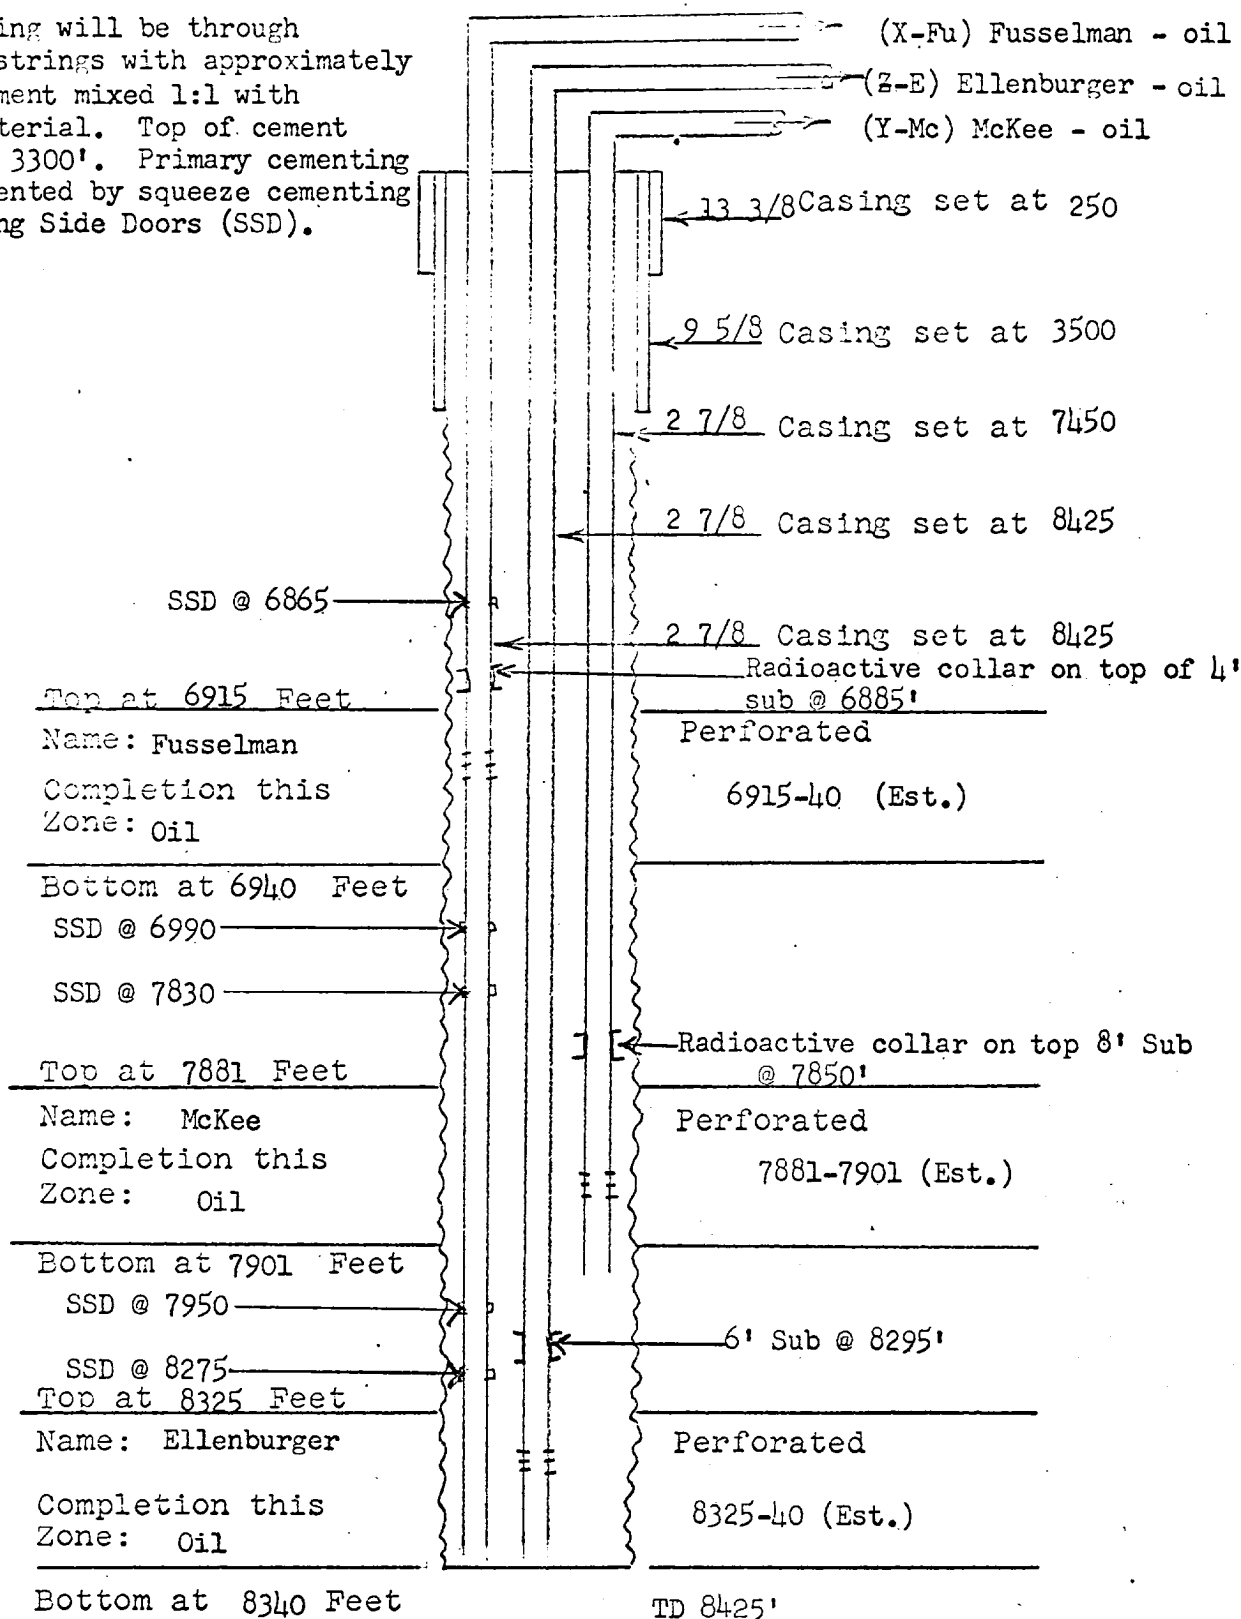 ing will be through
strings with approximately
ment mixed 1:1 with
terial. Top of cement
3300'. Primary cementing
ented by squeeze cementing
ng Side Doors (SSD).
(X-Fu) Fusselman - oil
(Z-E) Ellenburger - oil
(Y-Mc) McKee - oil
13 3/8 Casing set at 250
9 5/8 Casing set at 3500
2 7/8 Casing set at 7450
2 7/8 Casing set at 8425
SSD @ 6865
2 7/8 Casing set at 8425
Radioactive collar on top of 4'
sub @ 6885'
Top at 6915 Feet
Name: Fusselman
Perforated
Completion this
Zone: Oil
6915-40 (Est.)
Bottom at 6940 Feet
SSD @ 6990
SSD @ 7830
Radioactive collar on top 8' Sub
@ 7850'
Top at 7881 Feet
Name: McKee
Perforated
Completion this
Zone: Oil
7881-7901 (Est.)
Bottom at 7901 Feet
SSD @ 7950
6' Sub @ 8295'
SSD @ 8275
Top at 8325 Feet
Name: Ellenburger
Perforated
Completion this
Zone: Oil
8325-40 (Est.)
Bottom at 8340 Feet
TD 8425'